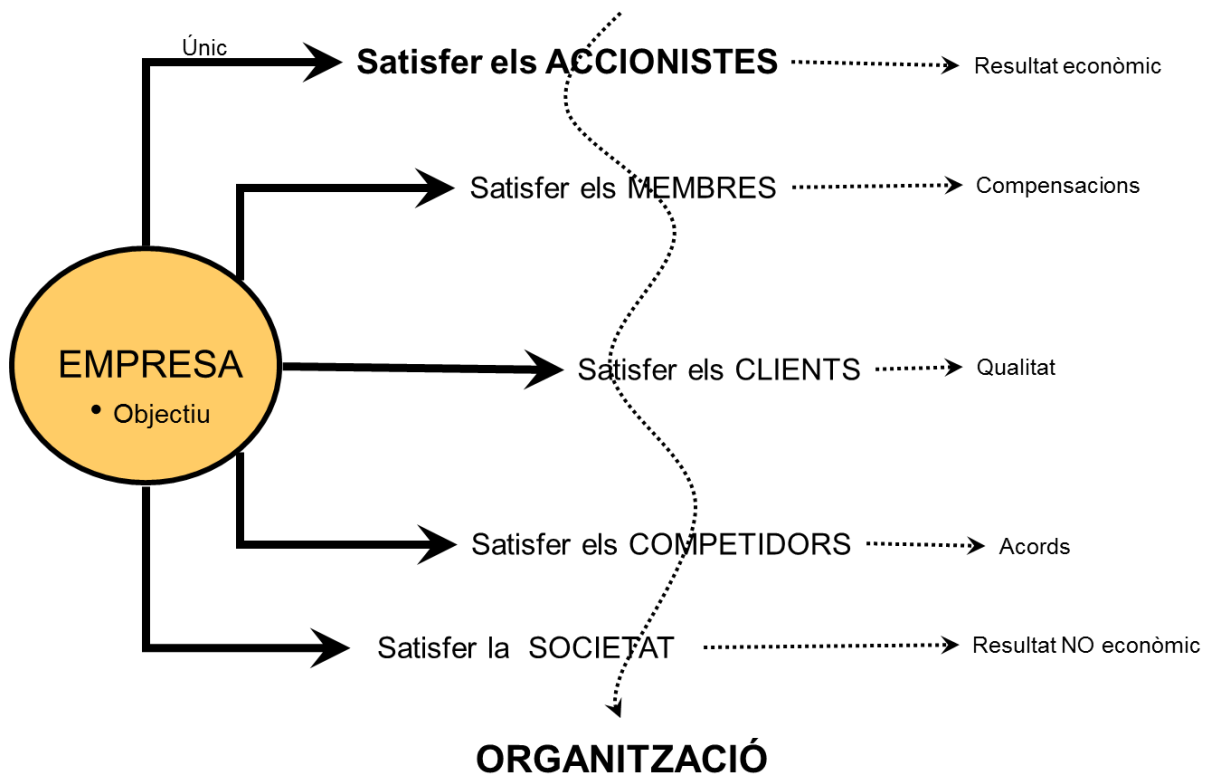 Únic
Satisfer els ACCIONISTES
Resultat econòmic
Satisfer els MEMBRES
Compensacions
EMPRESA
• Objectiu
Satisfer els CLIENTS
Qualitat
Satisfer els COMPETIDORS
Acords
Satisfer la SOCIETAT
Resultat NO econòmic
ORGANITZACIÓ